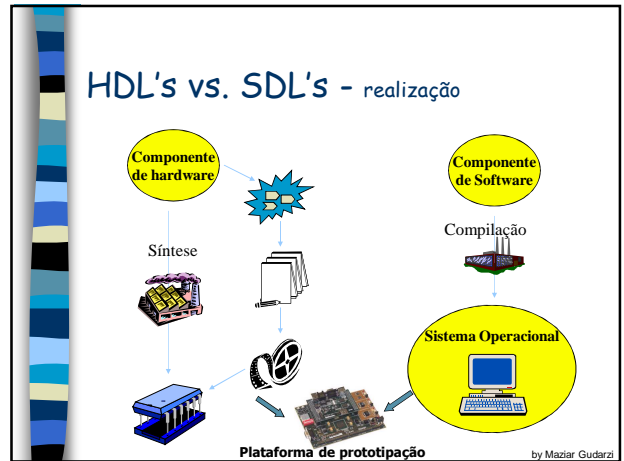 HDL's vs. SDL's - realização
Componente
de hardware
Componente
de Software
Síntese
Compilação
Sistema Operacional
Plataforma de prototipação
by Maziar Gudarzi